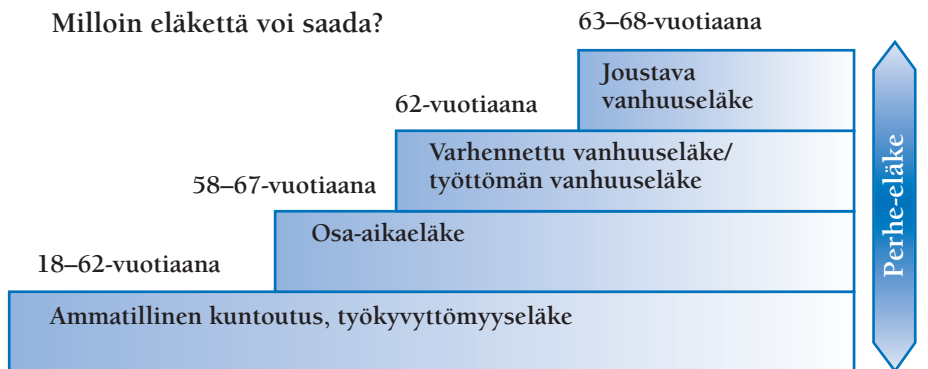 Milloin eläkettä voi saada?
63–68-vuotiaana
Joustava
vanhuuseläke
62-vuotiaana
Varhennettu vanhuuseläke/
työttömän vanhuuseläke
58–67-vuotiaana
Osa-aikaeläke
18–62-vuotiaana
Ammatillinen kuntoutus, työkyvyttömyyseläke
Perhe-eläke